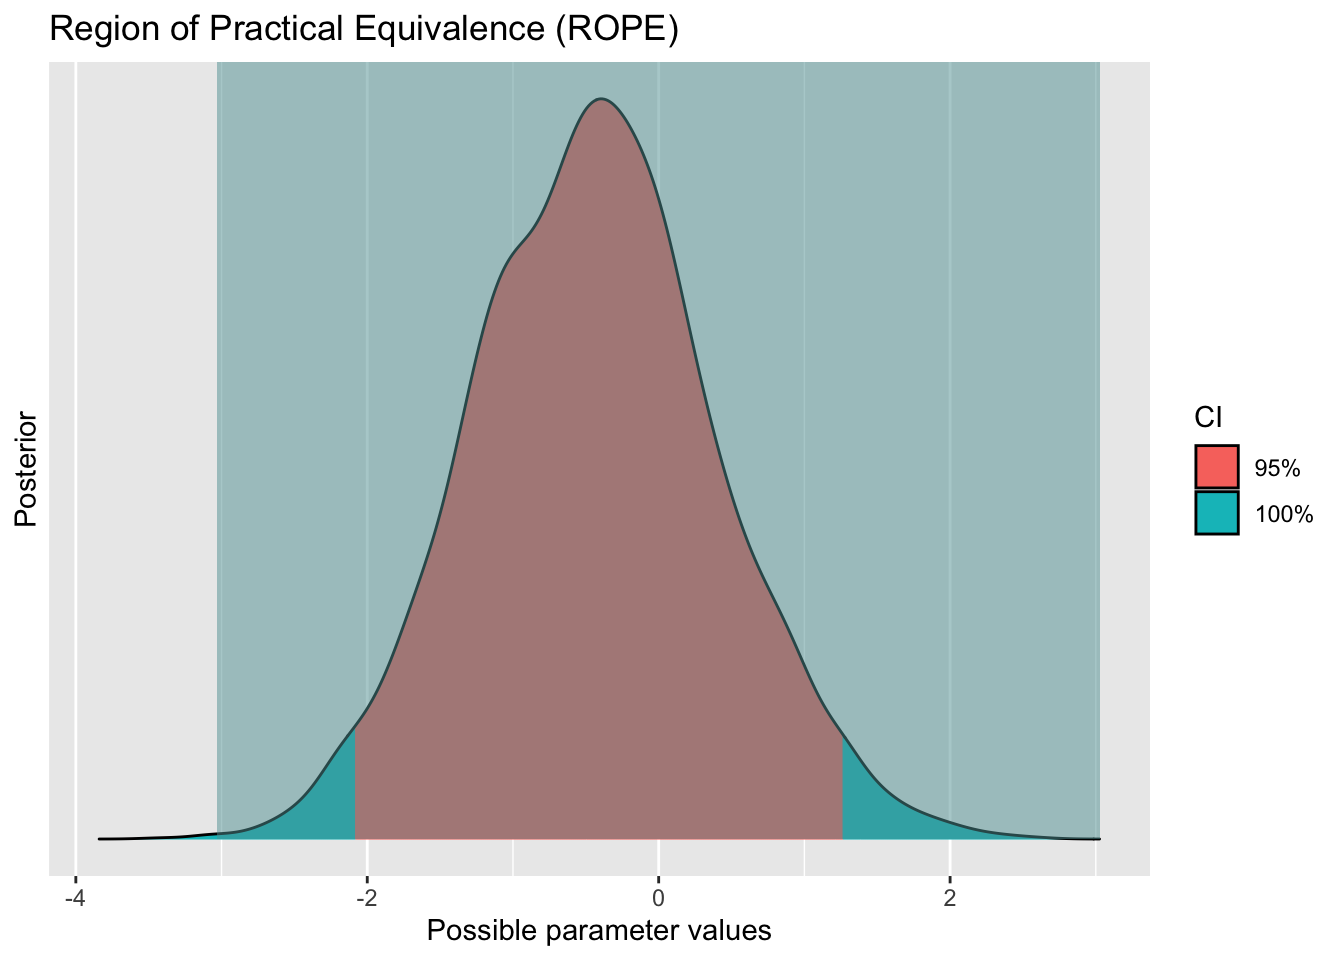 Region of Practical Equivalence (ROPE)
Posterior
CI
95%
100%
-4 -2 0 2
Possible parameter values